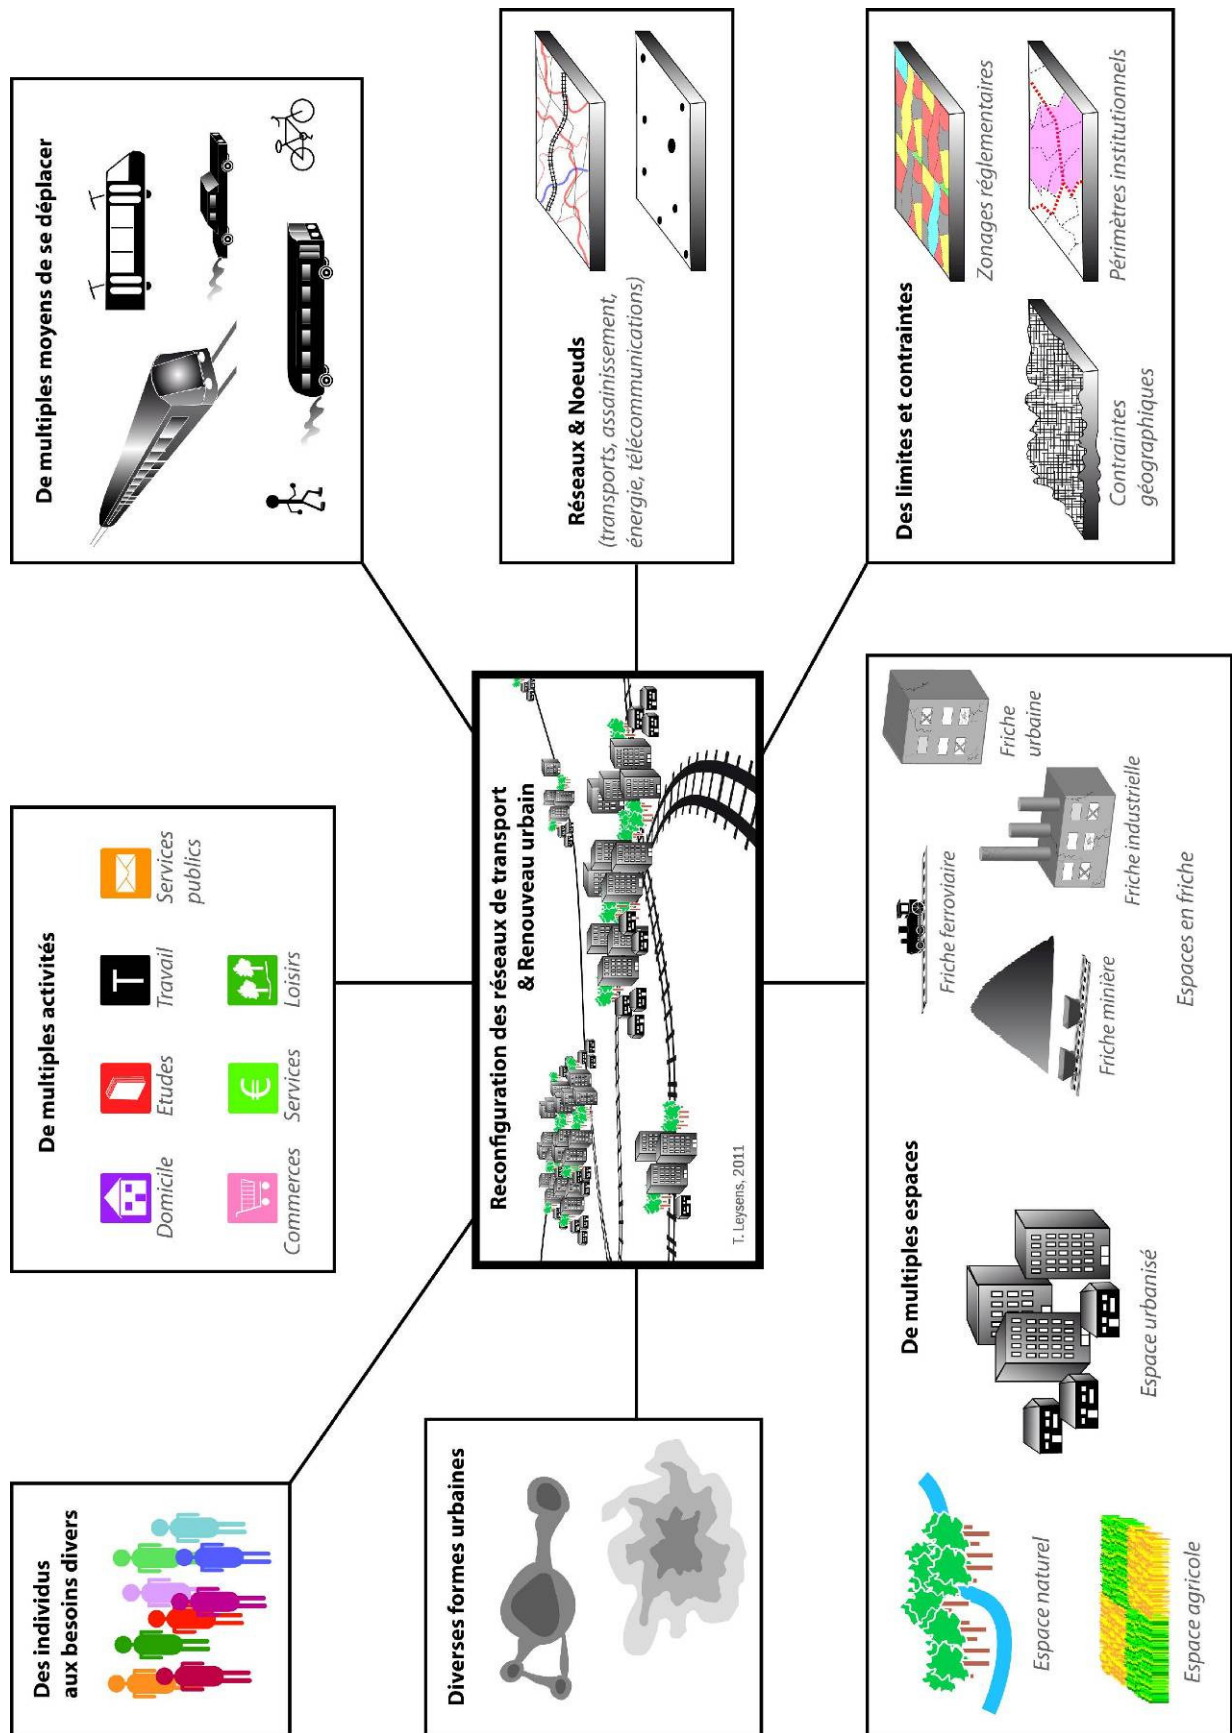 Des individus
aux besoins divers
De multiples activités
Domicile
Etudes
Travail
Services
publics
Commerces
Services
Loisirs
De multiples moyens de se déplacer
Diverses formes urbaines
Reconfiguration des réseaux de transport
& Renouveau urbain
T. Leysens, 2011
Réseaux & Noeuds
(transports, assainissement,
énergie, télécommunications)
De multiples espaces
Espace naturel
Espace agricole
Espace urbanisé
Friche ferroviaire
Friche
urbaine
Friche minière
Friche industrielle
Espaces en friche
Des limites et contraintes
Zonages réglementaires
Contraintes
géographiques
Périmètres institutionnels